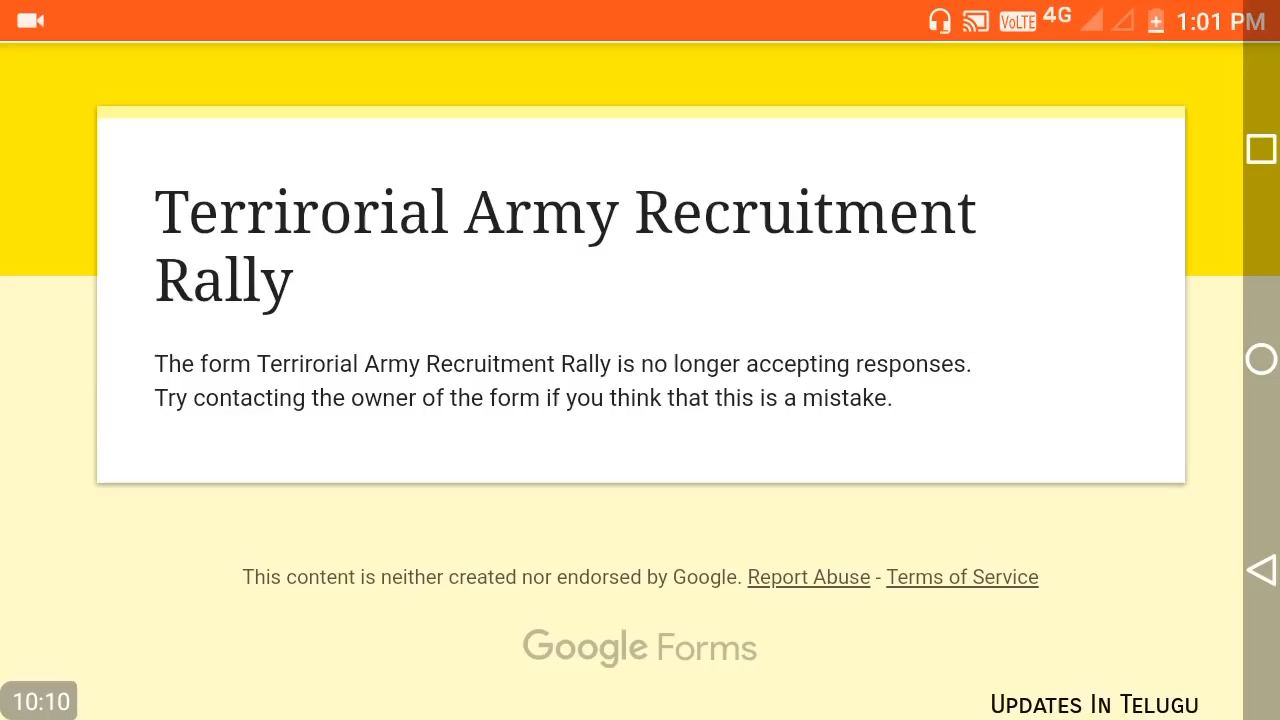 VoLTE 4G 1:01 PM
Terrirorial Army Recruitment
Rally
The form Terrirorial Army Recruitment Rally is no longer accepting responses.
Try contacting the owner of the form if you think that this is a mistake.
This content is neither created nor endorsed by Google. Report Abuse - Terms of Service
Google Forms
10:10
Updates In Telugu